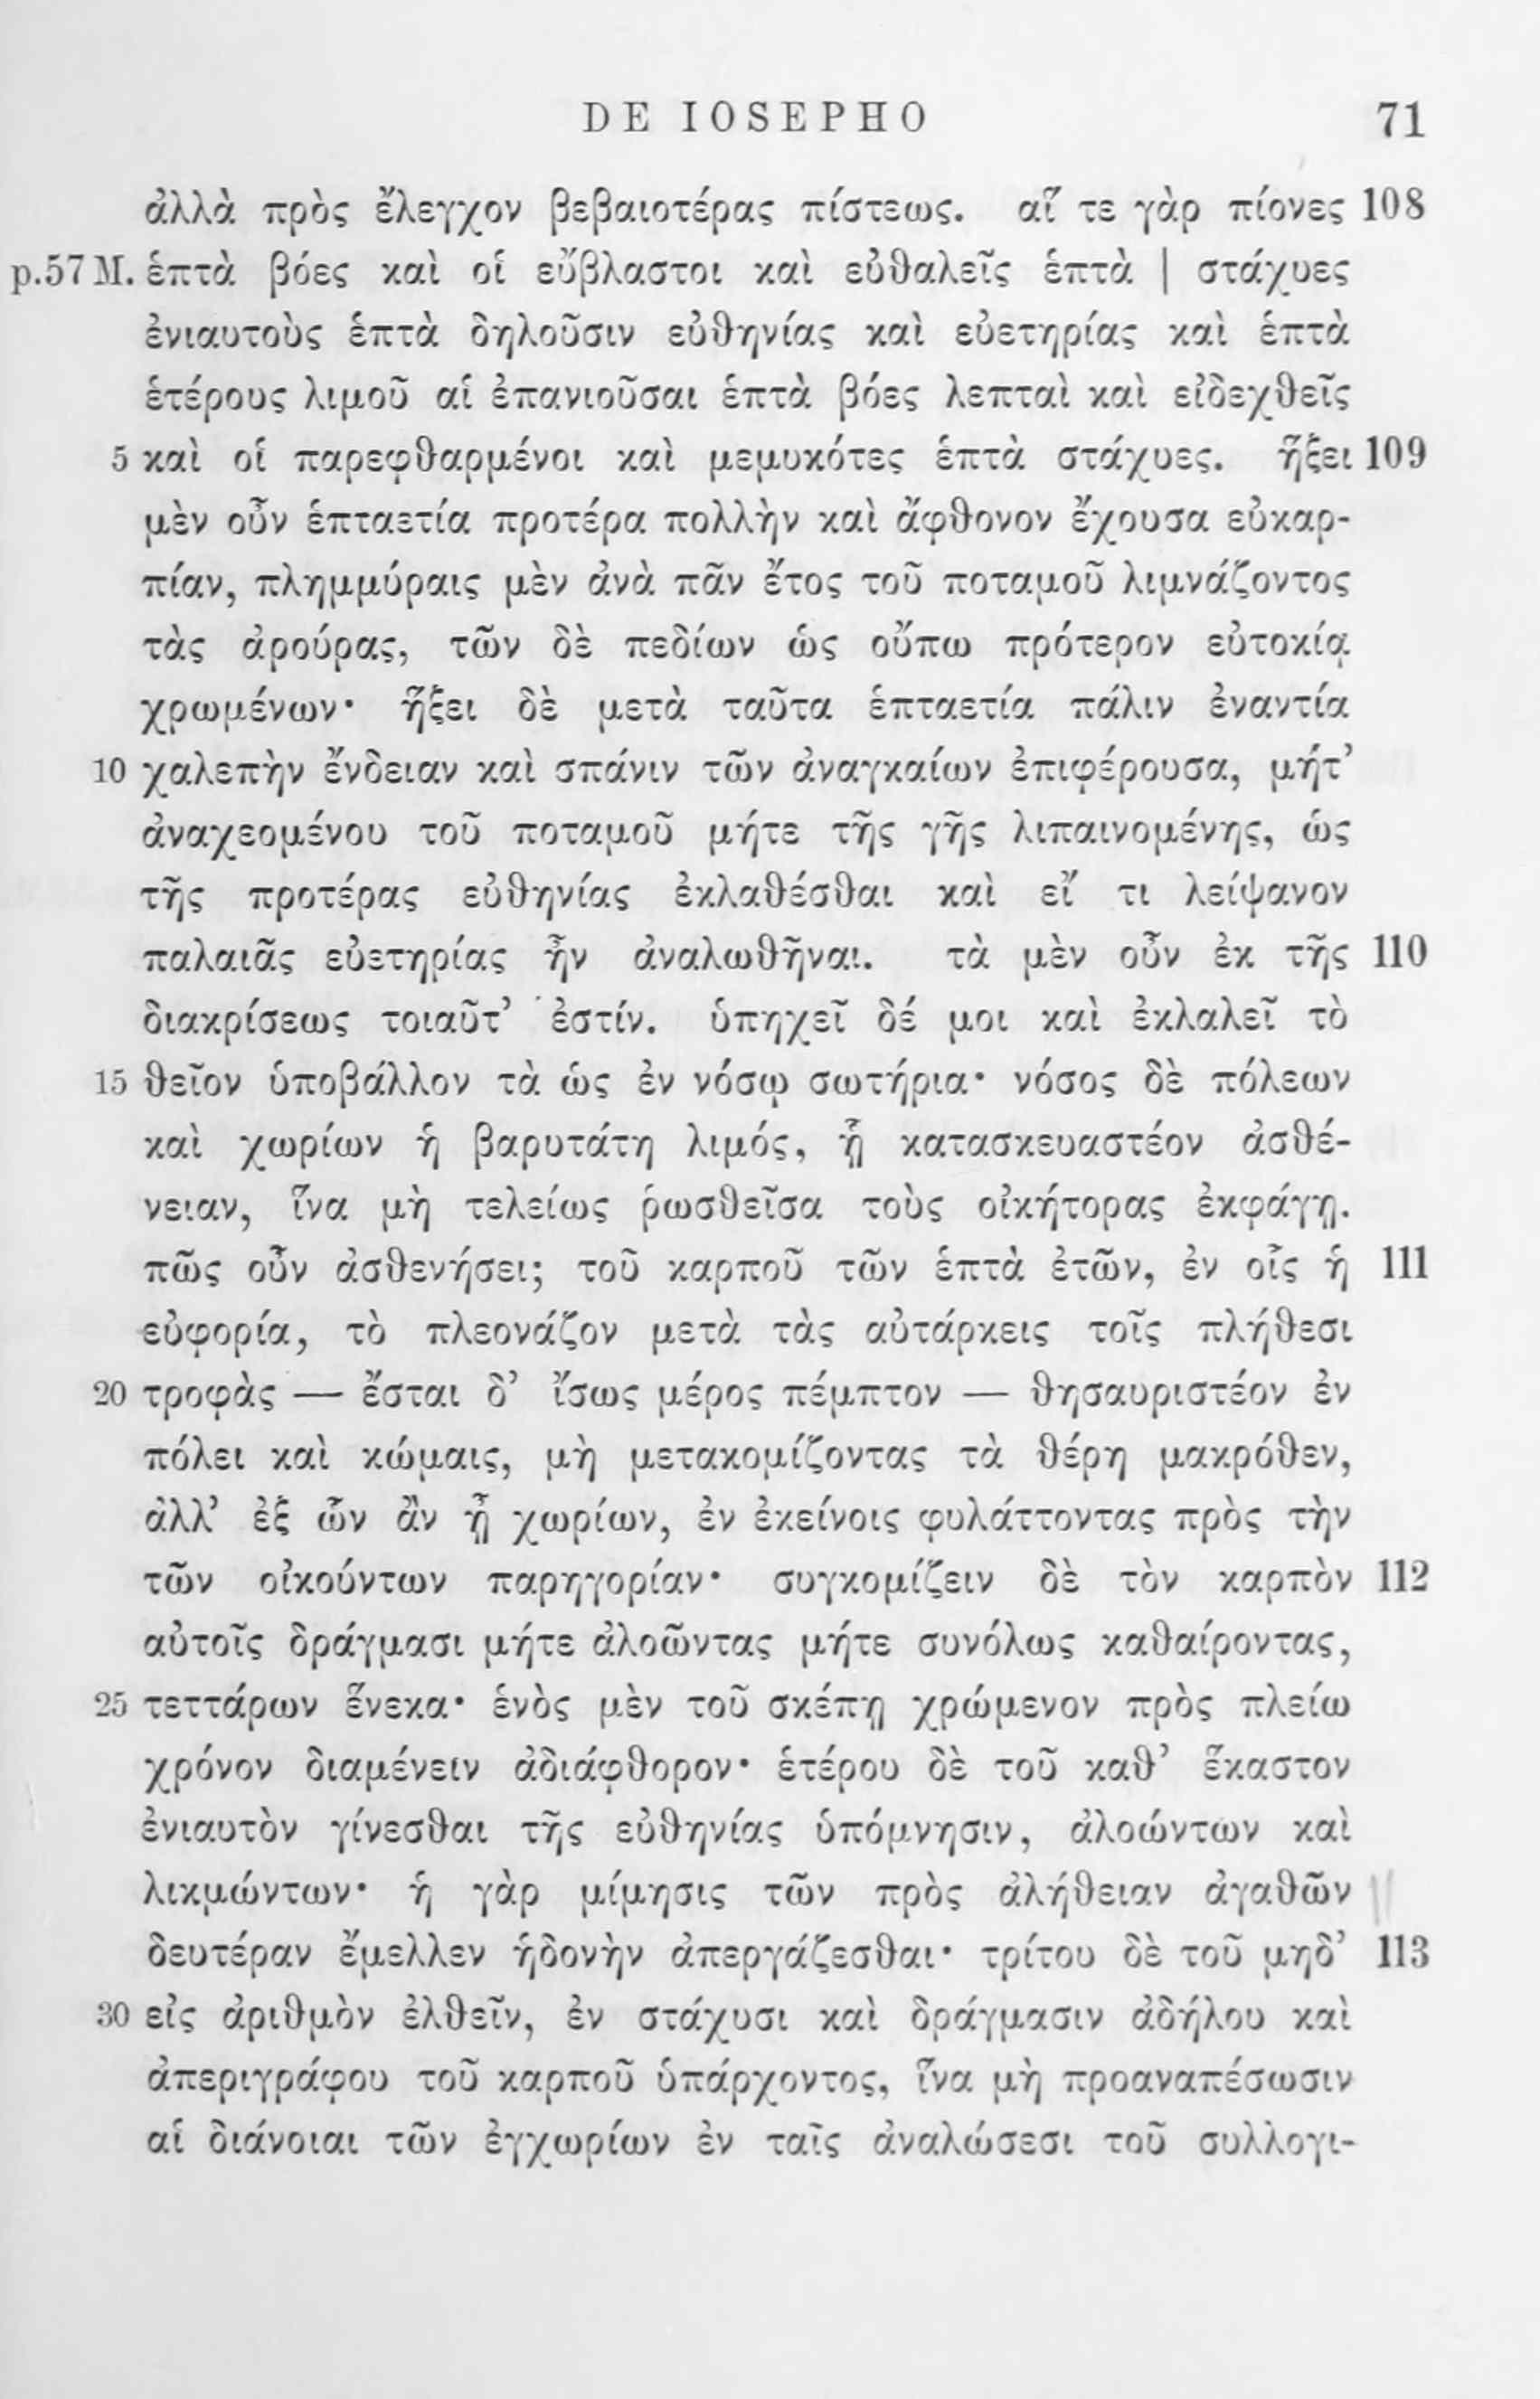 DE IOSEPHO 71
ἀλλὰ πρὸς ἔλεγχον βεβαιοτέρας πίστεως. αἵ τε γὰρ πίονες 108
p.57 M. ἑπτὰ βόες καὶ οἱ εὔβλαστοι καὶ εὐθαλεῖς ἑπτὰ | στάχυες
ἐνιαυτοὺς ἑπτὰ δηλοῦσιν εὐθηνίας καὶ εὐετηρίας καὶ ἑπτὰ
ἑτέρους λιμοῦ αἱ ἐπανιοῦσαι ἑπτὰ βόες λεπταὶ καὶ εἰδεχθεῖς
5 καὶ οἱ παρεφθαρμένοι καὶ μεμυκότες ἑπτὰ στάχυες. ἥξει 109
μὲν οὖν ἑπταετία προτέρα πολλὴν καὶ ἄφθονον ἔχουσα εὐκαρ-
πίαν, πλημμύραις μὲν ἀνὰ πᾶν ἔτος τοῦ ποταμοῦ λιμνάζοντος
τὰς ἀρούρας, τῶν δὲ πεδίων ὡς οὔπω πρότερον εὐτοκίᾳ
χρωμένων· ἥξει δὲ μετὰ ταῦτα ἑπταετία πάλιν ἐναντία
10 χαλεπὴν ἔνδειαν καὶ σπάνιν τῶν ἀναγκαίων ἐπιφέρουσα, μήτ’
ἀναχεομένου τοῦ ποταμοῦ μήτε τῆς γῆς λιπαινομένης, ὡς
τῆς προτέρας εὐθηνίας ἐκλαθέσθαι καὶ εἴ τι λείψανον
παλαιᾶς εὐετηρίας ἦν ἀναλωθῆναι. τὰ μὲν οὖν ἐκ τῆς 110
διακρίσεως τοιαῦτ’ ἐστίν. ὑπηχεῖ δέ μοι καὶ ἐκλαλεῖ τὸ
15 θεῖον ὑποβάλλον τὰ ὡς ἐν νόσῳ σωτήρια· νόσος δὲ πόλεων
καὶ χωρίων ἡ βαρυτάτη λιμός, ᾗ κατασκευαστέον ἀσθέ-
νειαν, ἵνα μὴ τελείως ῥωσθεῖσα τοὺς οἰκήτορας ἐκφάγῃ.
πῶς οὖν ἀσθενήσει; τοῦ καρποῦ τῶν ἑπτὰ ἐτῶν, ἐν οἷς ἡ 111
εὐφορία, τὸ πλεονάζον μετὰ τὰς αὐτάρκεις τοῖς πλήθεσι
20 τροφὰς — ἔσται δ’ ἴσως μέρος πέμπτον — θησαυριστέον ἐν
πόλει καὶ κώμαις, μὴ μετακομίζοντας τὰ θέρη μακρόθεν,
ἀλλ’ ἐξ ὧν ἂν ᾖ χωρίων, ἐν ἐκείνοις φυλάττοντας πρὸς τὴν
τῶν οἰκούντων παρηγορίαν· συγκομίζειν δὲ τὸν καρπὸν 112
αὐτοῖς δράγμασι μήτε ἀλοῶντας μήτε συνόλως καθαίροντας,
25 τεττάρων ἕνεκα· ἑνὸς μὲν τοῦ σκέπῃ χρώμενον πρὸς πλείω
χρόνον διαμένειν ἀδιάφθορον· ἑτέρου δὲ τοῦ καθ’ ἕκαστον
ἐνιαυτὸν γίνεσθαι τῆς εὐθηνίας ὑπόμνησιν, ἀλοώντων καὶ
λικμώντων· ἡ γὰρ μίμησις τῶν πρὸς ἀλήθειαν ἀγαθῶν
δευτέραν ἔμελλεν ἡδονὴν ἀπεργάζεσθαι· τρίτου δὲ τοῦ μηδ’ 113
30 εἰς ἀριθμὸν ἐλθεῖν, ἐν στάχυσι καὶ δράγμασιν ἀδήλου καὶ
ἀπεριγράφου τοῦ καρποῦ ὑπάρχοντος, ἵνα μὴ προαναπέσωσιν
αἱ διάνοιαι τῶν ἐγχωρίων ἐν ταῖς ἀναλώσεσι τοῦ συλλογι-